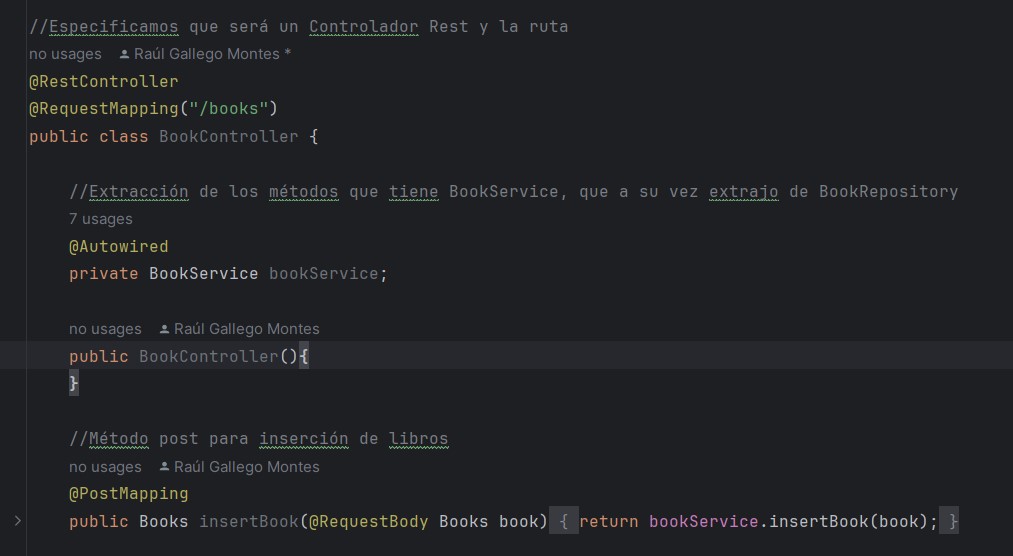 //Especificamos que será un Controlador Rest y la ruta
no usages Raúl Gallego Montes *
@RestController
@RequestMapping("/books")
public class BookController {
//Extracción de los métodos que tiene BookService, que a su vez extrajo de BookRepository
7 usages
@Autowired
private BookService bookService;
no usages Raúl Gallego Montes
public BookController(){
}
//Método post para inserción de libros
no usages Raúl Gallego Montes
@PostMapping
public Books insertBook(@RequestBody Books book) { return bookService.insertBook(book); }